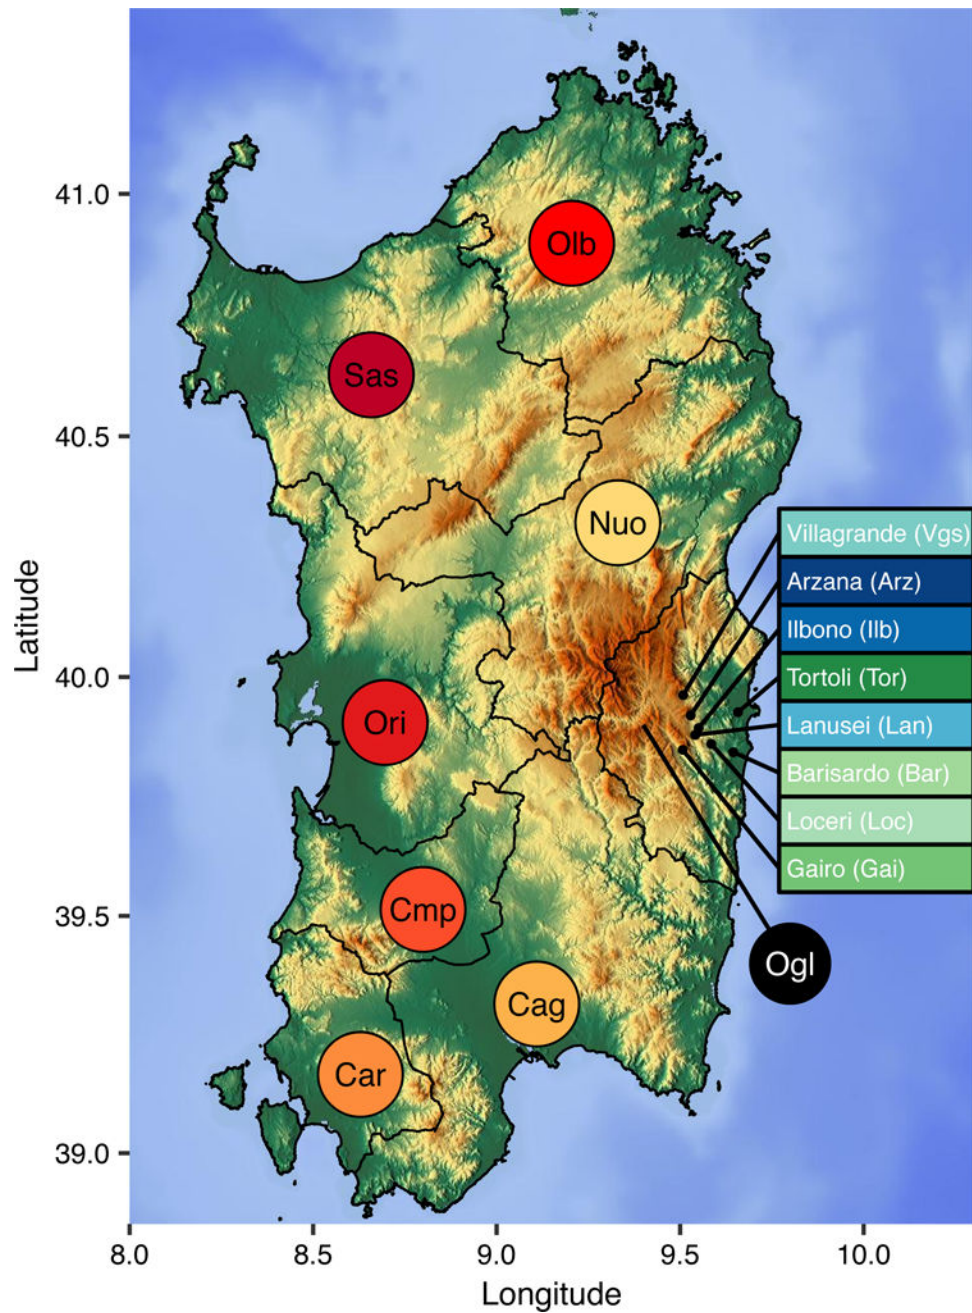 41.0
Olb
Sas
40.5
Nuo
Villagrande (Vgs)
Arzana (Arz)
Ilbono (Ilb)
Latitude
40.0
Tortoli (Tor)
Ori
Lanusei (Lan)
Barisardo (Bar)
Loceri (Loc)
Gairo (Gai)
39.5
Cmp
Ogl
Cag
Car
39.0
8.0 8.5 9.0 9.5 10.0
Longitude